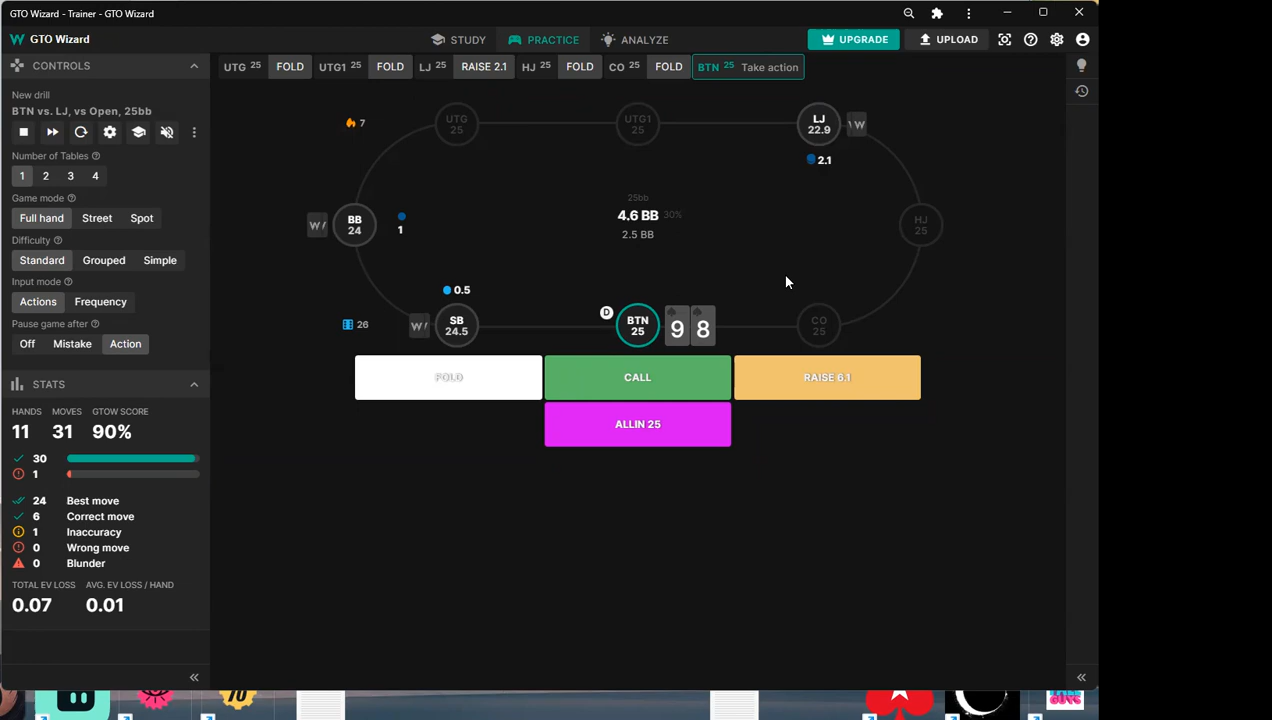 GTO Wizard - Trainer - GTO Wizard
GTO Wizard
STUDY
PRACTICE
ANALYZE
UPGRADE
UPLOAD
CONTROLS
UTG 25 FOLD UTG1 25 FOLD LJ 25 RAISE 2.1 HJ 25 FOLD CO 25 FOLD BTN 25 Take action
New drill
BTN vs. LJ, vs Open, 25bb
Number of Tables
1 2 3 4
Game mode
Full hand Street Spot
Difficulty
Standard Grouped Simple
Input mode
Actions Frequency
Pause game after
Off Mistake Action
STATS
HANDS MOVES GTOW SCORE
11 31 90%
30
1
24 Best move
6 Correct move
1 Inaccuracy
0 Wrong move
0 Blunder
TOTAL EV LOSS AVG. EV LOSS / HAND
0.07 0.01
7
UTG
25
UTG1
25
LJ
22.9
W
2.1
25bb
4.6 BB 30%
2.5 BB
BB
24
W
1
HJ
25
0.5
SB
24.5
W
26
D
BTN
25
9 8
CO
25
FOLD
CALL
RAISE 6.1
ALLIN 25